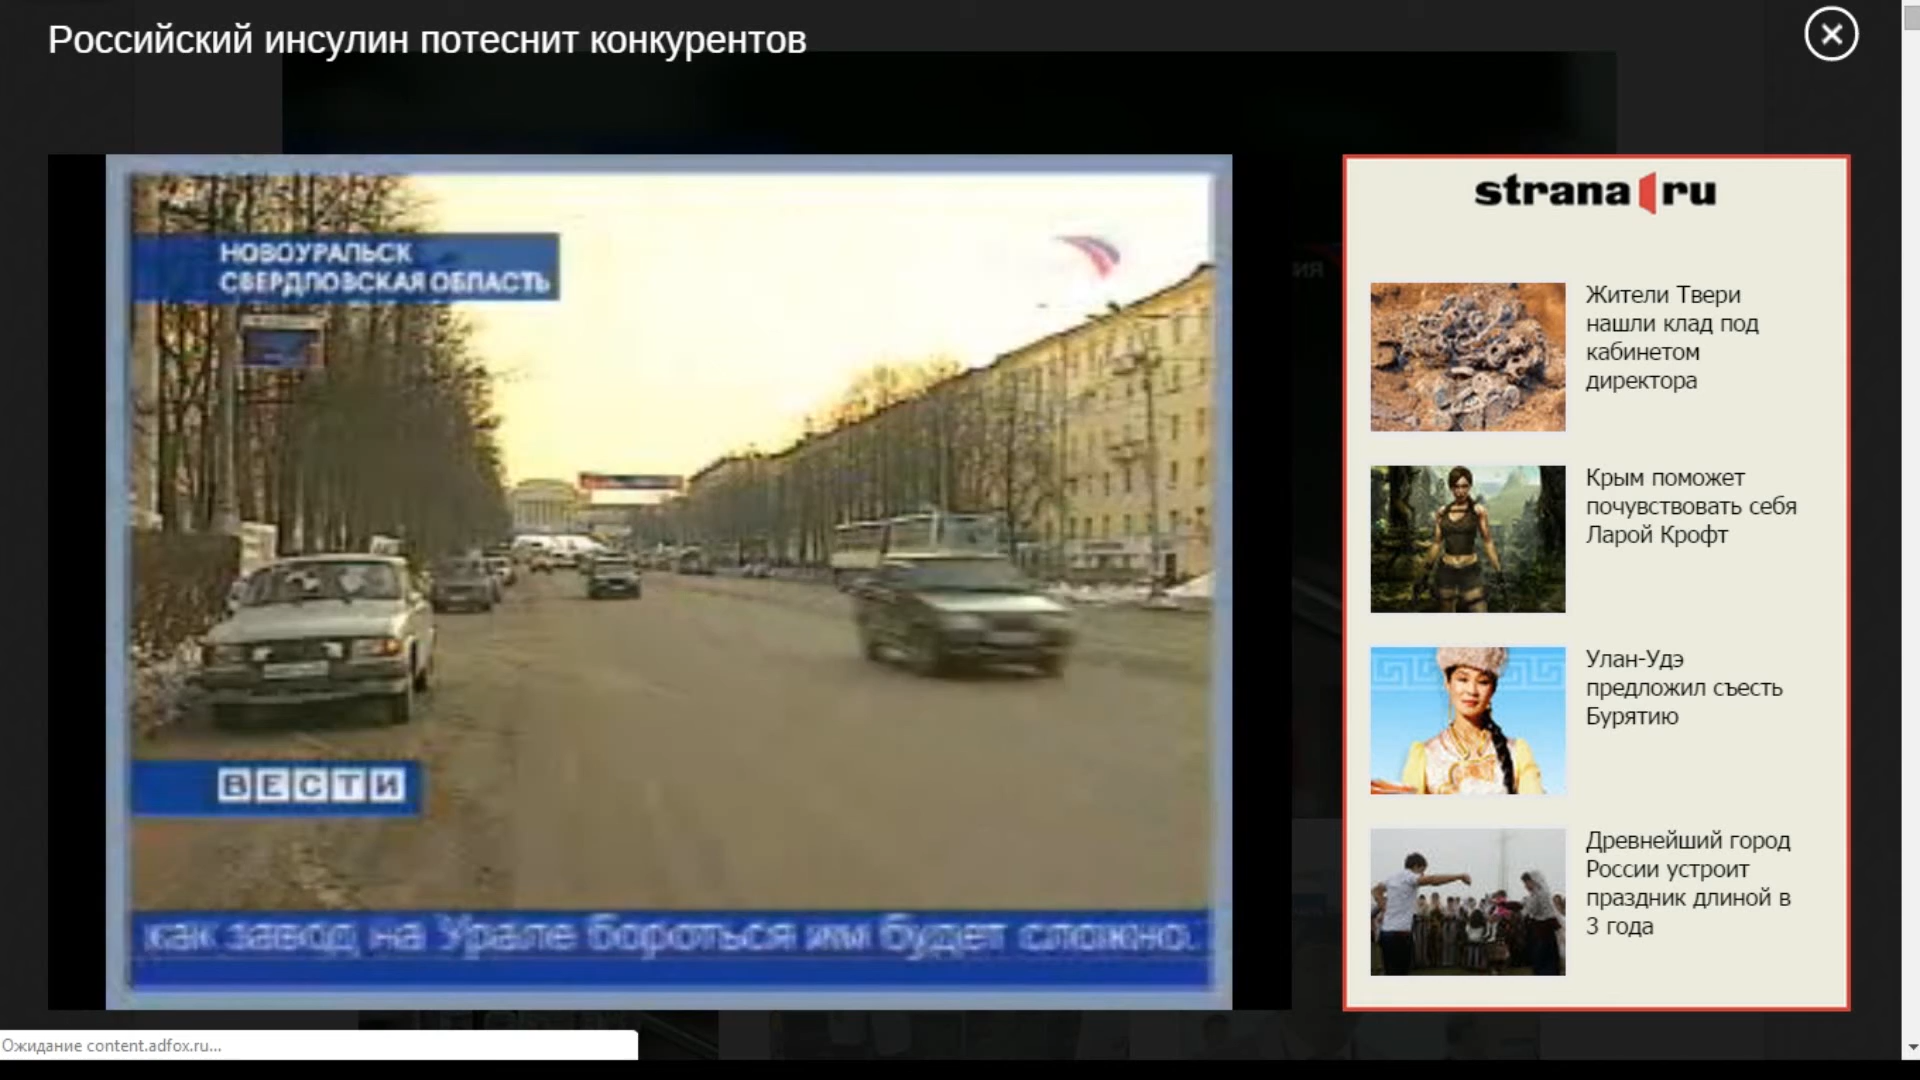 Российский инсулин потеснит конкурентов
НОВОУРАЛЬСК
СВЕРДЛОВСКАЯ ОБЛАСТЬ
ВЕСТИ
как завод на Урале бороться им будет сложно.
strana ru
Жители Твери
нашли клад под
кабинетом
директора
Крым поможет
почувствовать себя
Ларой Крофт
Улан-Удэ
предложил съесть
Бурятию
Древнейший город
России устроит
праздник длиной в
3 года
Ожидание content.adfox.ru...